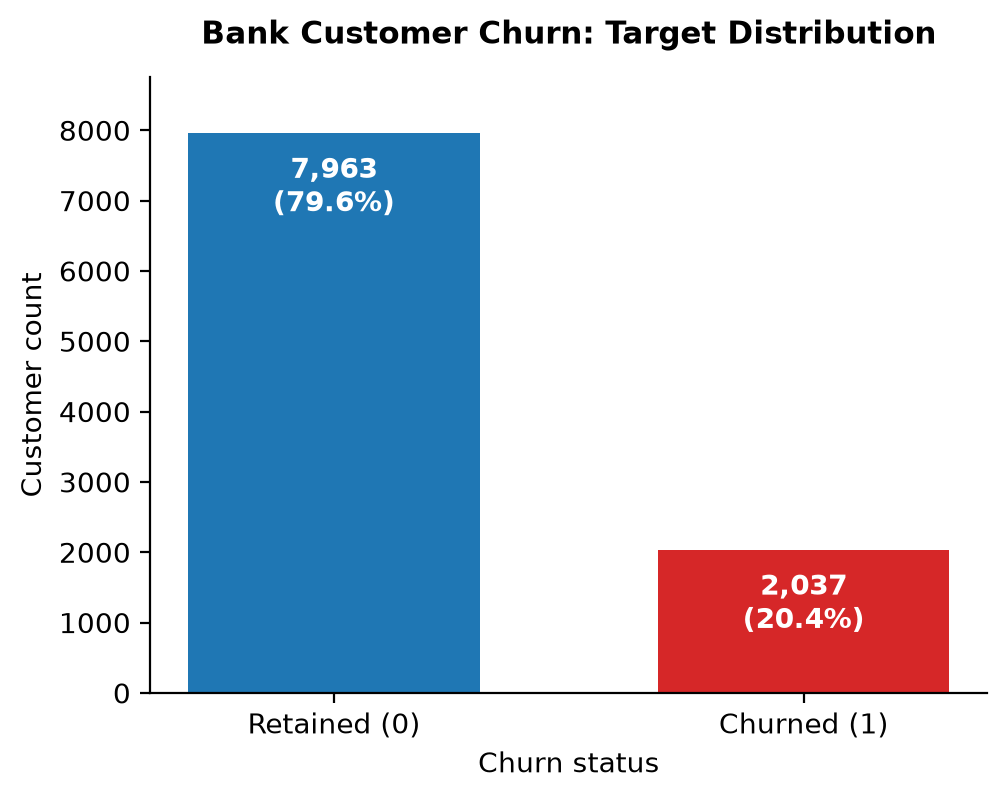 Bank Customer Churn: Target Distribution
Customer count
8000
7000
6000
5000
4000
3000
2000
1000
0
7,963
(79.6%)
2,037
(20.4%)
Retained (0)
Churned (1)
Churn status